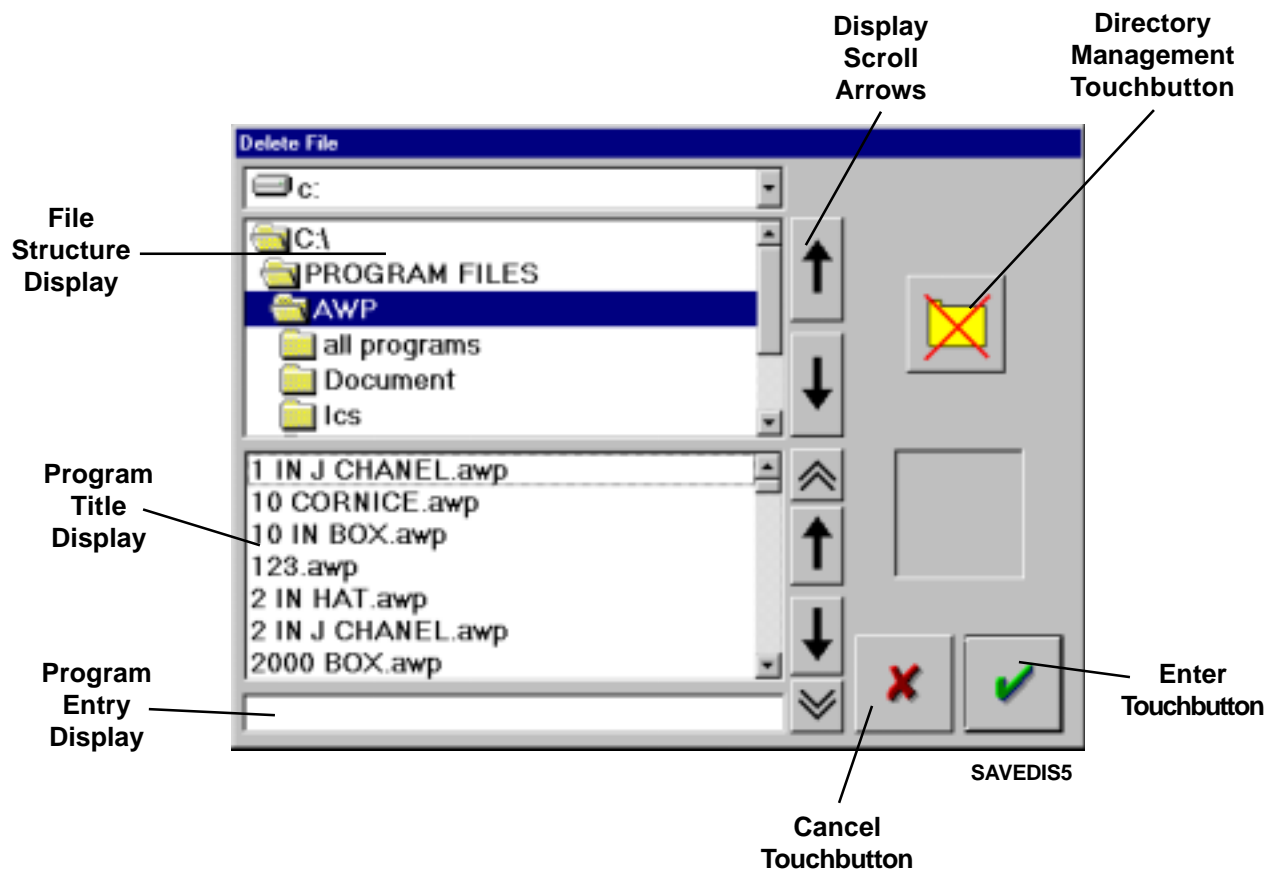 Display
Scroll
Arrows
Directory
Management
Touchbutton
Delete File
c:
File
Structure
Display
C:\
PROGRAM FILES
AWP
all programs
Document
lcs
Program
Title
Display
1 IN J CHANEL.awp
10 CORNICE.awp
10 IN BOX.awp
123.awp
2 IN HAT.awp
2 IN J CHANEL.awp
2000 BOX.awp
Program
Entry
Display
Enter
Touchbutton
SAVEDIS5
Cancel
Touchbutton